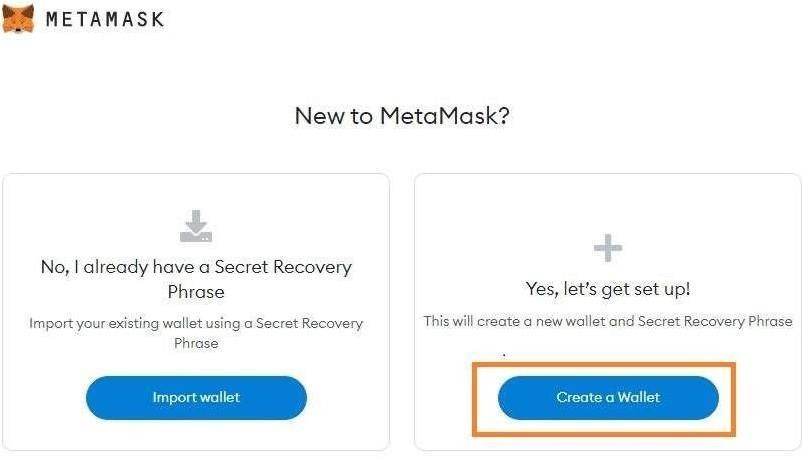 METAMASK
New to MetaMask?
No, I already have a Secret Recovery
Phrase
Import your existing wallet using a Secret Recovery
Phrase
Import wallet
Yes, let’s get set up!
This will create a new wallet and Secret Recovery Phrase
Create a Wallet